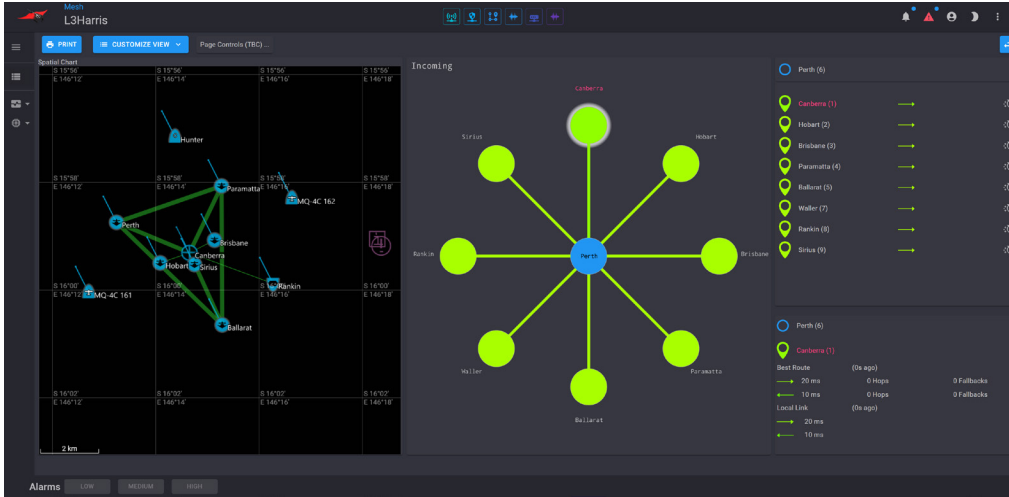 Mesh
L3Harris
PRINT
CUSTOMIZE VIEW
Page Controls (TBC) ...
Spatial Chart
S 15°56' S 15°56' S 15°56' S 15°56'
E 146°12' E 146°14' E 146°16' E 146°18'
Hunter
S 15°58' S 15°58' S 15°58' S 15°58'
E 146°12' E 146°14' E 146°16' E 146°18'
Paramatta
MQ-4C 162
Perth
Brisbane
Canberra
Hobart
Sirius
S 16°00' S 16°00' S 16°00' S 16°00'
E 146°12' E 146°14' E 146°16' E 146°18'
Rankin
MQ-4C 161
Ballarat
S 16°02' S 16°02' S 16°02' S 16°02'
E 146°12' E 146°14' E 146°16' E 146°18'
2 km
Incoming
Canberra
Sirius
Hobart
Rankin
Perth
Brisbane
Waller
Paramatta
Ballarat
Perth (6)
Canberra (1)
Hobart (2)
Brisbane (3)
Paramatta (4)
Ballarat (5)
Waller (7)
Rankin (8)
Sirius (9)
Perth (6)
Canberra (1)
Best Route (0s ago)
20 ms 0 Hops 0 Fallbacks
10 ms 0 Hops 0 Fallbacks
Local Link (0s ago)
20 ms
10 ms
Alarms LOW MEDIUM HIGH